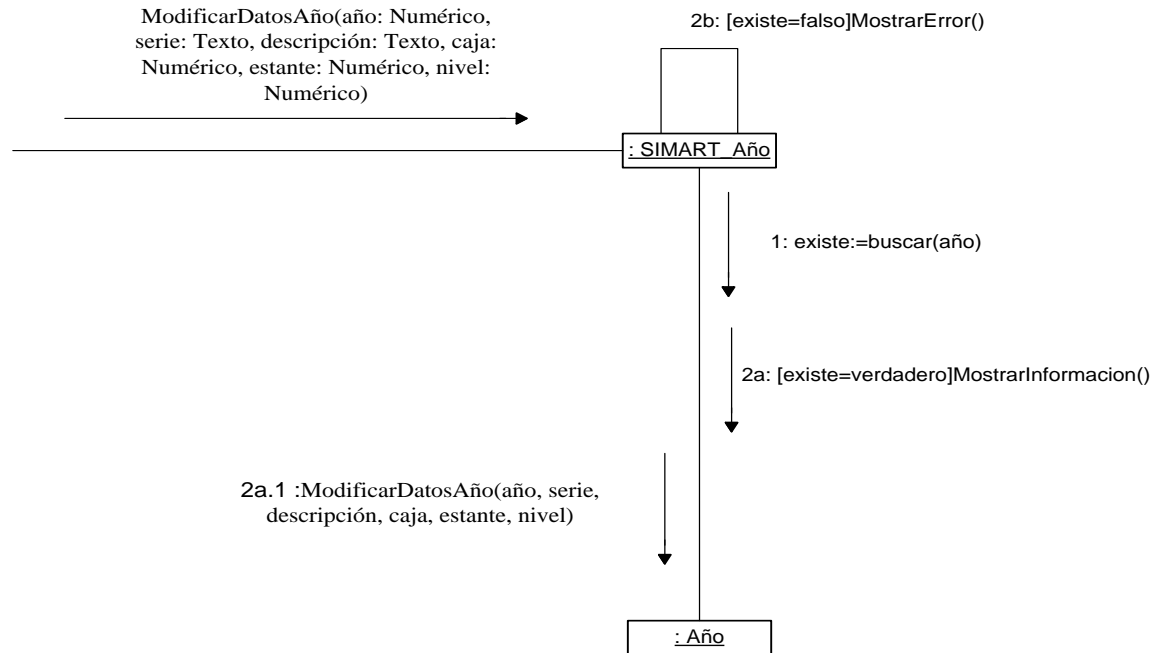 ModificarDatosAño(año: Numérico,
serie: Texto, descripción: Texto, caja:
Numérico, estante: Numérico, nivel:
Numérico)
2b: [existe=falso]MostrarError()
: SIMART_Año
1: existe:=buscar(año)
2a: [existe=verdadero]MostrarInformacion()
2a.1 :ModificarDatosAño(año, serie,
descripción, caja, estante, nivel)
: Año